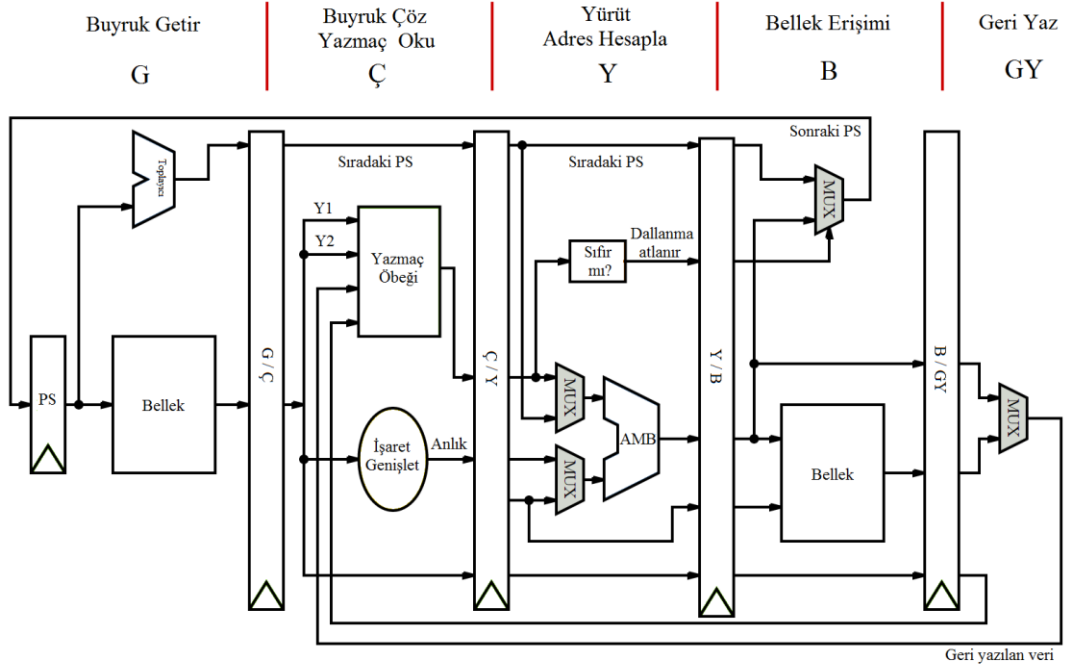 Buyruk Getir
G
Buyruk Çöz
Yazmaç Oku
Ç
Yürüt
Adres Hesapla
Y
Bellek Erişimi
B
Geri Yaz
GY
Sonraki PS
Toplayıcı
Sıradaki PS
Sıradaki PS
MUX
Y1
Y2
Yazmaç
Öbeği
Sıfır
mı?
Dallanma
atlanır
PS
Bellek
G / Ç
Ç / Y
Y / B
B / GY
MUX
AMB
MUX
İşaret
Genişlet
Anlık
MUX
Bellek
Geri yazılan veri